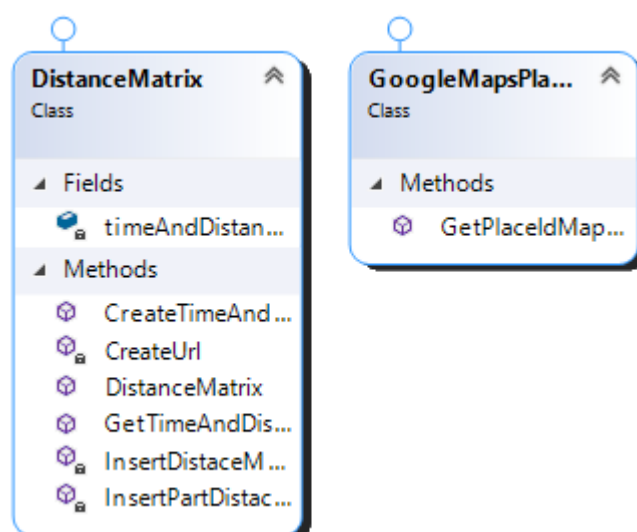 DistanceMatrix
Class
Fields
timeAndDistan...
Methods
CreateTimeAnd...
CreateUrl
DistanceMatrix
GetTimeAndDis...
InsertDistaceM...
InsertPartDistac...
GoogleMapsPla...
Class
Methods
GetPlaceIdMap...